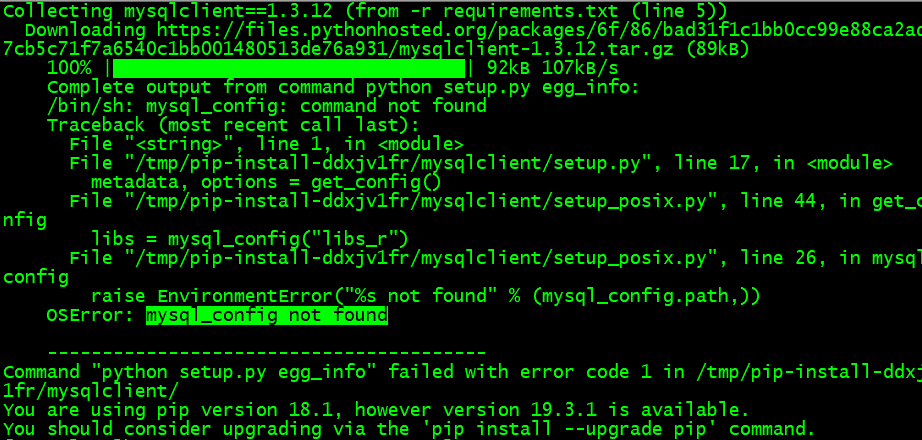 Collecting mysqlclient==1.3.12 (from -r requirements.txt (line 5))
Downloading https://files.pythonhosted.org/packages/6f/86/bad31f1c1bb0cc99e88ca2ad
7cb5c71f7a6540c1bb001480513de76a931/mysqlclient-1.3.12.tar.gz (89kB)
100% |████████████████████████████████| 92kB 107kB/s
Complete output from command python setup.py egg_info:
/bin/sh: mysql_config: command not found
Traceback (most recent call last):
File "<string>", line 1, in <module>
File "/tmp/pip-install-ddxjv1fr/mysqlclient/setup.py", line 17, in <module>
metadata, options = get_config()
File "/tmp/pip-install-ddxjv1fr/mysqlclient/setup_posix.py", line 44, in get_c
nfig
libs = mysql_config("libs_r")
File "/tmp/pip-install-ddxjv1fr/mysqlclient/setup_posix.py", line 26, in mysq
config
raise EnvironmentError("%s not found" % (mysql_config.path,))
OSError: mysql_config not found
----------------------------------------
Command "python setup.py egg_info" failed with error code 1 in /tmp/pip-install-ddxj
1fr/mysqlclient/
You are using pip version 18.1, however version 19.3.1 is available.
You should consider upgrading via the 'pip install --upgrade pip' command.